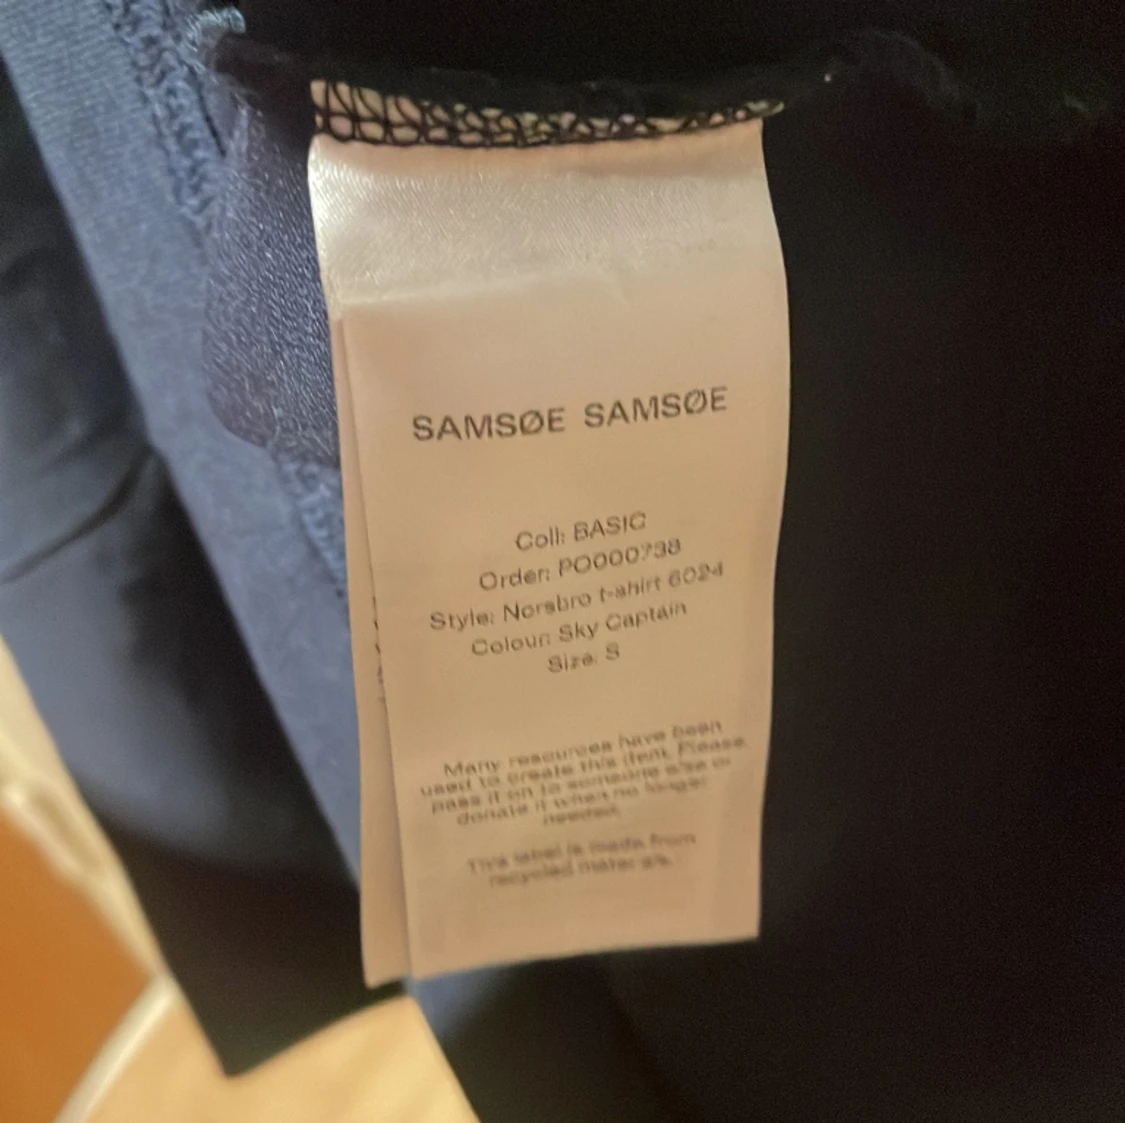 SAMSØE SAMSØE
Coll: BASIC
Order: PO000738
Style: Norsbro t-shirt 6024
Colour: Sky Captain
Size: S
Many resources have been
used to create this item. Please
pass it on to someone else or
donate it when no longer
needed.
This label is made from
recycled materials.